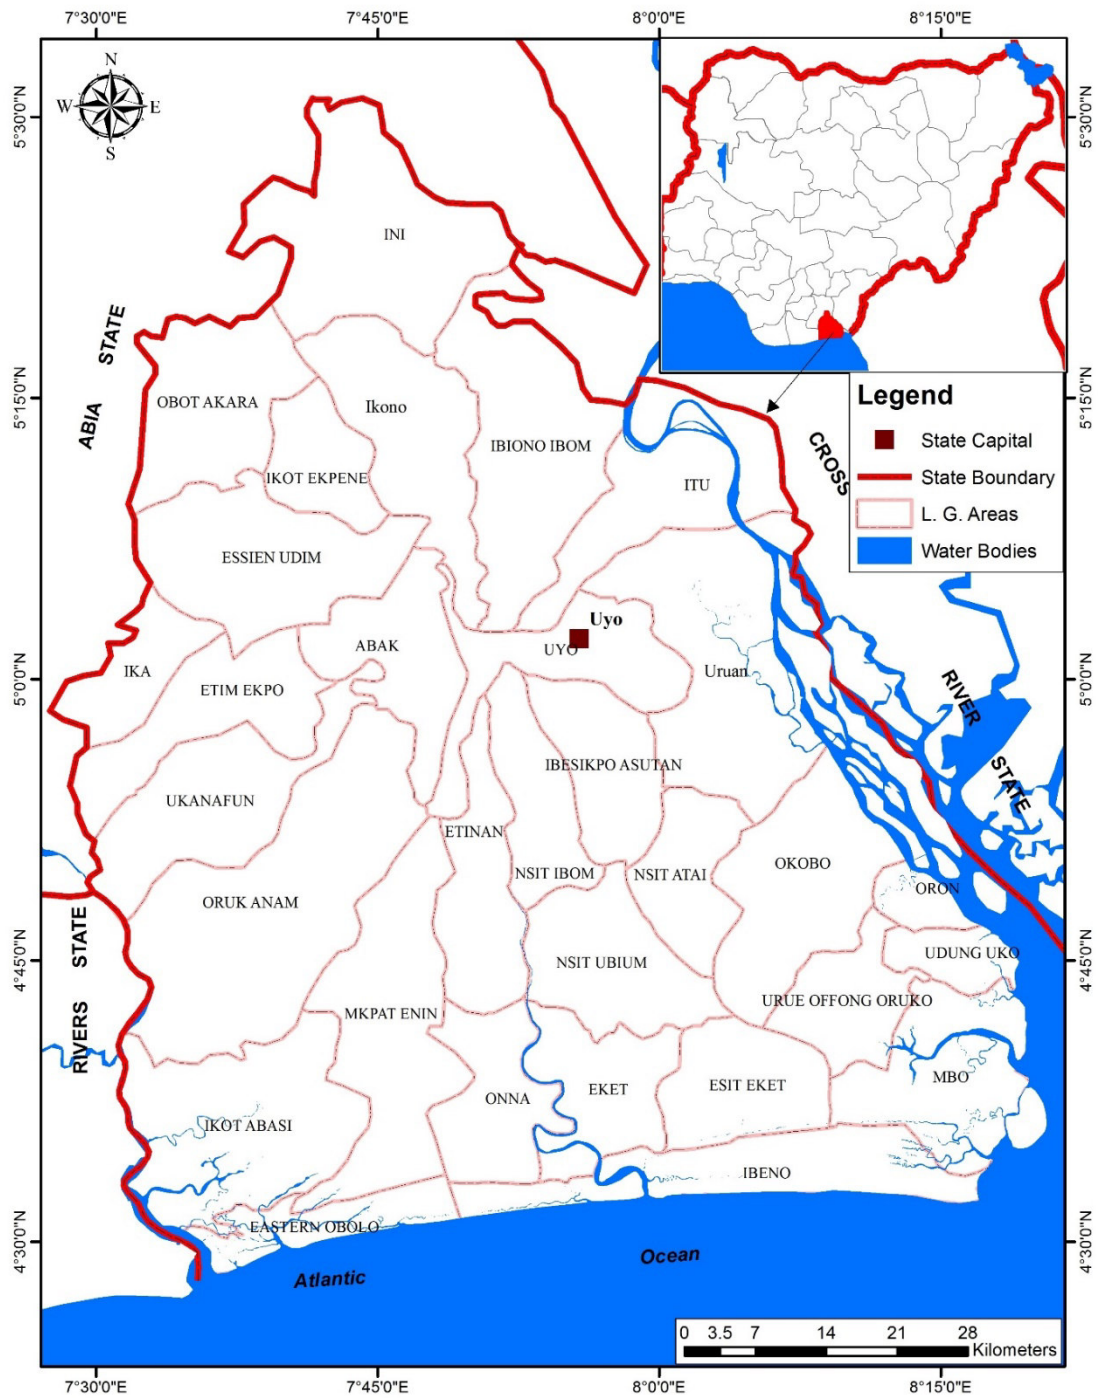 7°30'0"E
7°45'0"E
8°0'0"E
8°15'0"E
N
W
E
S
5°30'0"N
5°30'0"N
INI
ABIA STATE
5°15'0"N
5°15'0"N
OBOT AKARA
Ikono
IKOT EKPENE
IBIONO IBOM
ITU
CROSS
RIVER
STATE
Legend
State Capital
State Boundary
L. G. Areas
Water Bodies
ESSIEN UDIM
Uyo
UYO
ABAK
Uruan
IKA
ETIM EKPO
5°0'0"N
5°0'0"N
IBESIKPO ASUTAN
UKANAFUN
ETINAN
NSIT IBOM
NSIT ATAI
OKOBO
ORON
ORUK ANAM
UDUNG UKO
4°45'0"N
4°45'0"N
RIVERS STATE
NSIT UBIUM
URUE OFFONG ORUKO
MKPAT ENIN
MBO
ONNA
EKET
ESIT EKET
IKOT ABASI
IBENO
EASTERN OBOLO
4°30'0"N
4°30'0"N
Atlantic Ocean
0 3.5 7 14 21 28
Kilometers
7°30'0"E
7°45'0"E
8°0'0"E
8°15'0"E